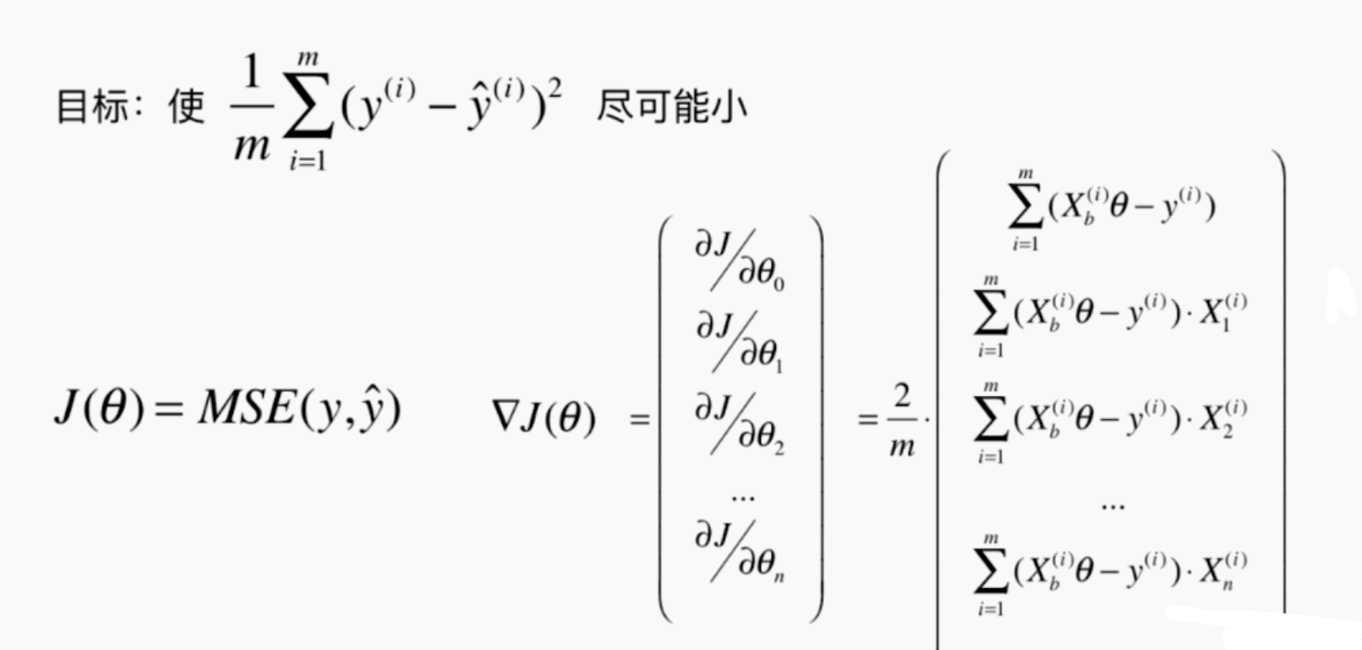 目标：使 $\frac{1}{m}\sum_{i=1}^{m}(y^{(i)} - \hat{y}^{(i)})^2$ 尽可能小
$J(\theta) = MSE(y, \hat{y})$ $\nabla J(\theta) = \begin{pmatrix} \partial J / \partial \theta_0 \\ \partial J / \partial \theta_1 \\ \partial J / \partial \theta_2 \\ ... \\ \partial J / \partial \theta_n \end{pmatrix} = \frac{2}{m} \cdot \begin{pmatrix} \sum_{i=1}^{m}(X_b^{(i)}\theta - y^{(i)}) \\ \sum_{i=1}^{m}(X_b^{(i)}\theta - y^{(i)}) \cdot X_1^{(i)} \\ \sum_{i=1}^{m}(X_b^{(i)}\theta - y^{(i)}) \cdot X_2^{(i)} \\ ... \\ \sum_{i=1}^{m}(X_b^{(i)}\theta - y^{(i)}) \cdot X_n^{(i)} \end{pmatrix}$